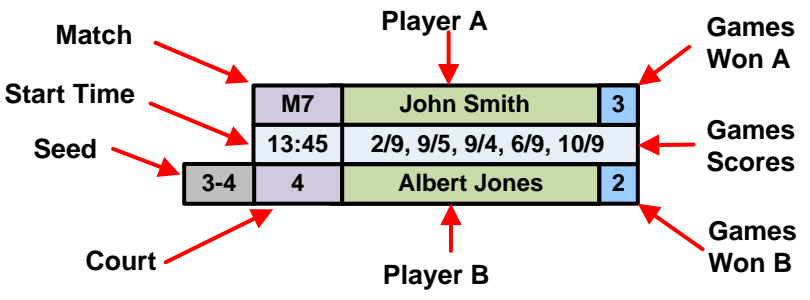 Match
Player A
Games
Won A
Start Time
M7
John Smith
3
13:45
2/9, 9/5, 9/4, 6/9, 10/9
Games
Scores
Seed
3-4
4
Albert Jones
2
Court
Player B
Games
Won B